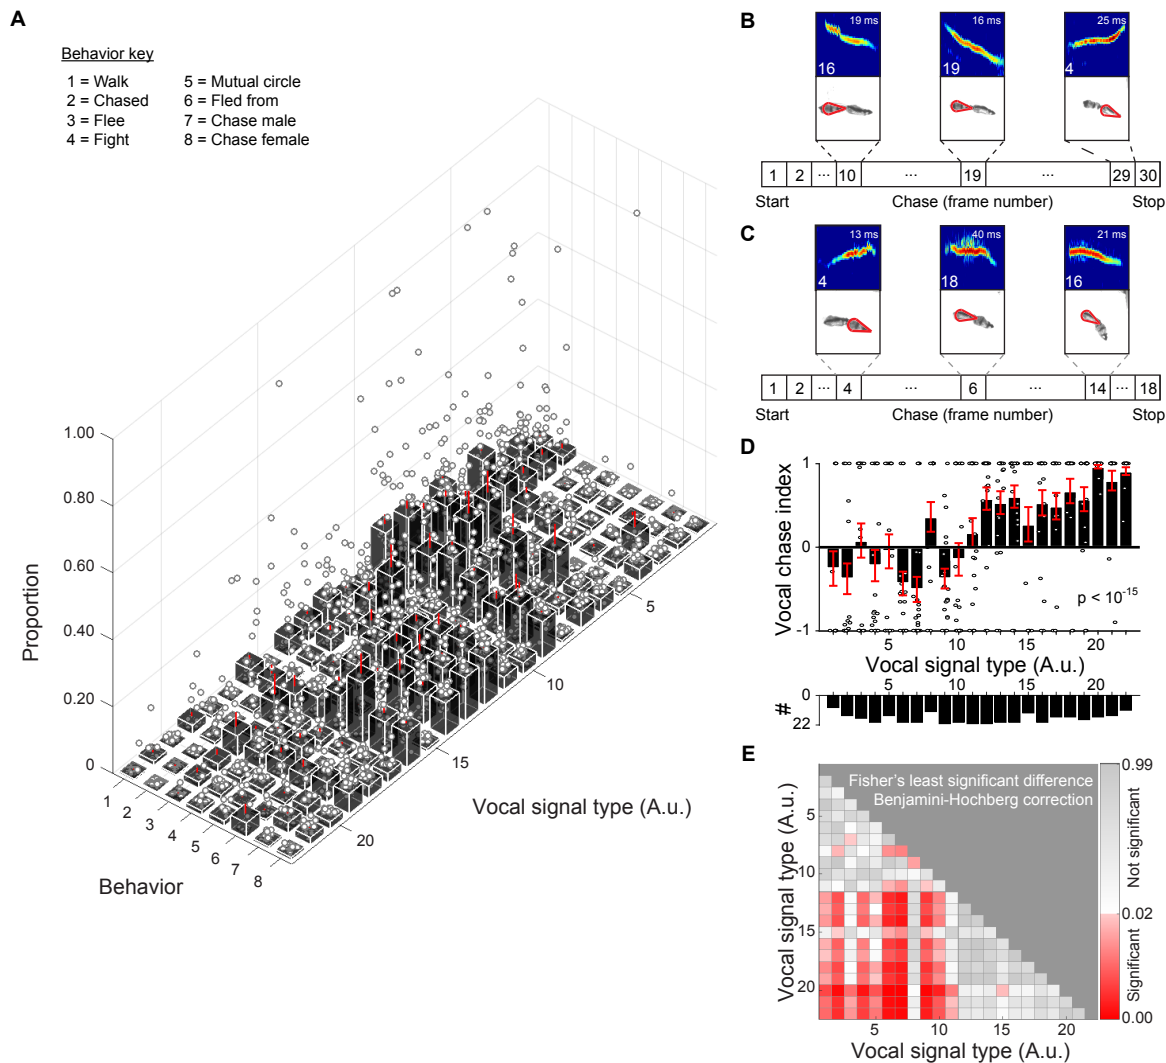 A
Behavior key
1 = Walk
2 = Chased
3 = Flee
4 = Fight
5 = Mutual circle
6 = Fled from
7 = Chase male
8 = Chase female
1.00
0.80
0.60
0.40
0.20
0
Proportion
1 2 3 4 5 6 7 8
Behavior
5
10
15
20
Vocal signal type (A.u.)
B
19 ms
16 ms
25 ms
16
19
4
1 2 ... 10 ... 19 ... 29 30
Start Chase (frame number) Stop
C
13 ms
40 ms
21 ms
4
18
16
1 2 ... 4 ... 6 ... 14 ... 18
Start Chase (frame number) Stop
D
1
0
-1
Vocal chase index
p < 10-15
5 10 15 20
Vocal signal type (A.u.)
0
22
#
E
Fisher's least significant difference
Benjamini-Hochberg correction
5
10
15
20
Vocal signal type (A.u.)
5 10 15 20
Vocal signal type (A.u.)
0.99
0.02
0.00
Not significant
Significant